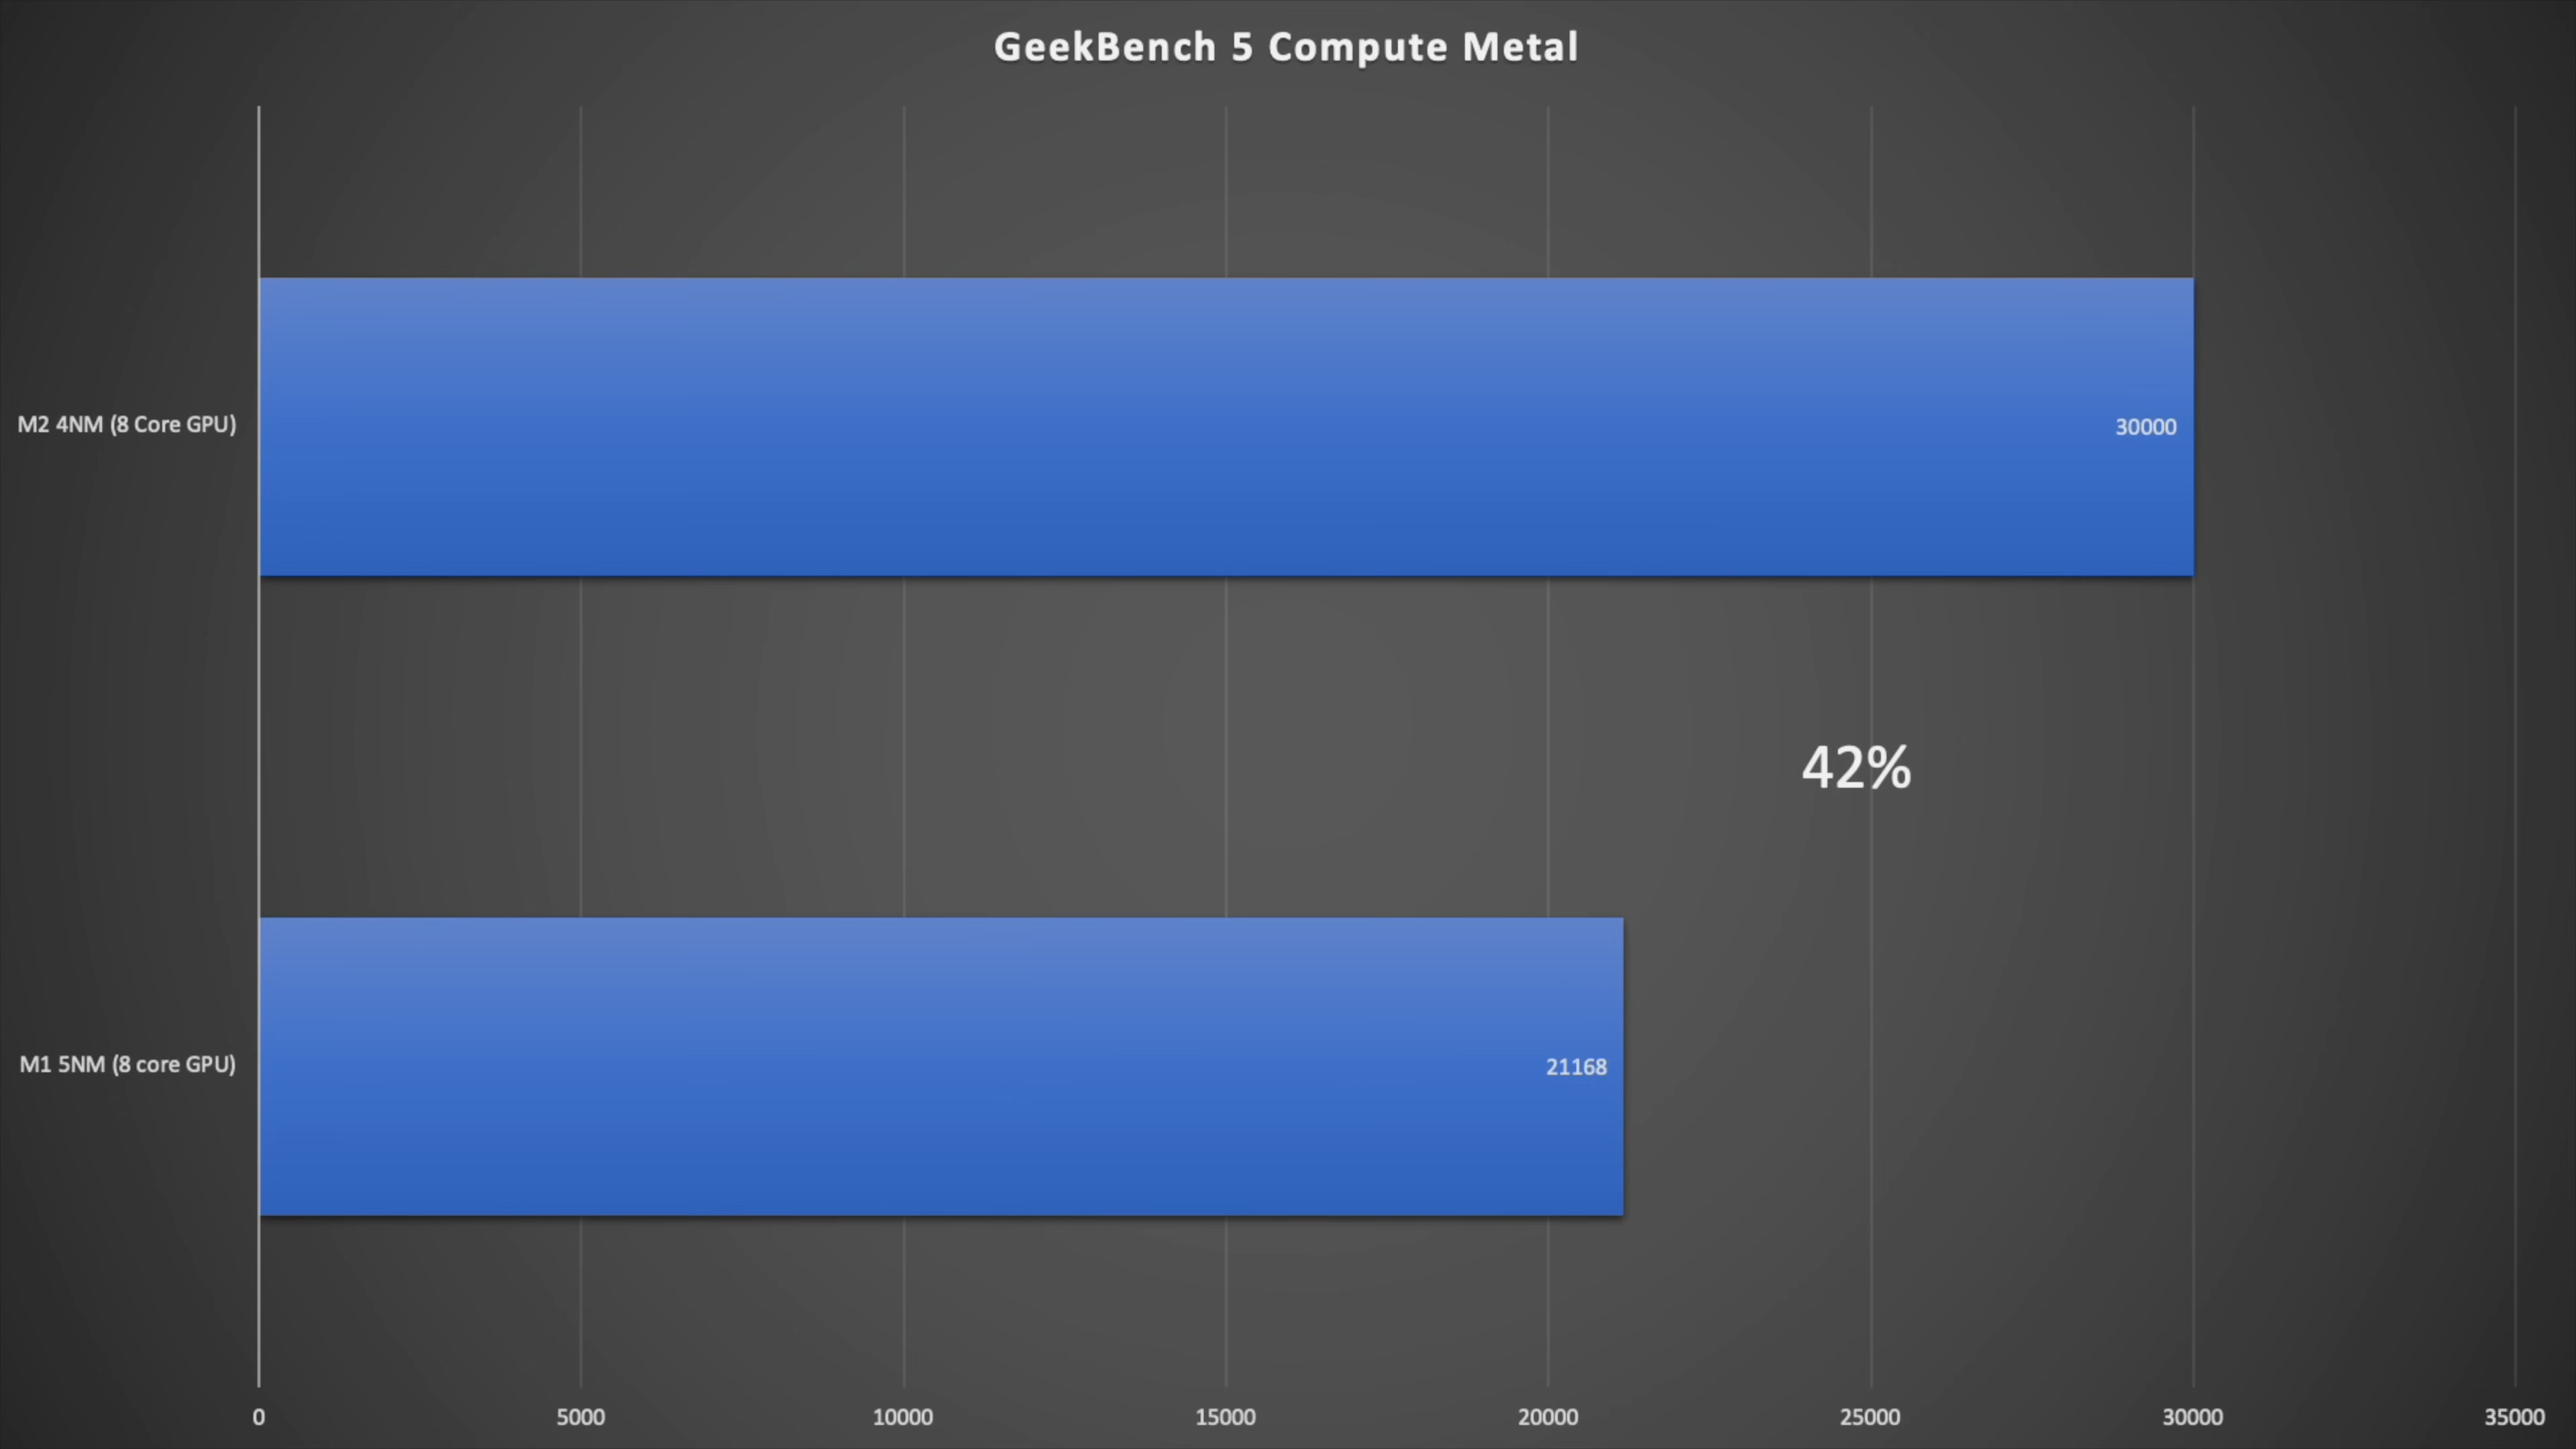 GeekBench 5 Compute Metal
M2 4NM (8 Core GPU)
30000
42%
M1 5NM (8 core GPU)
21168
0 5000 10000 15000 20000 25000 30000 35000